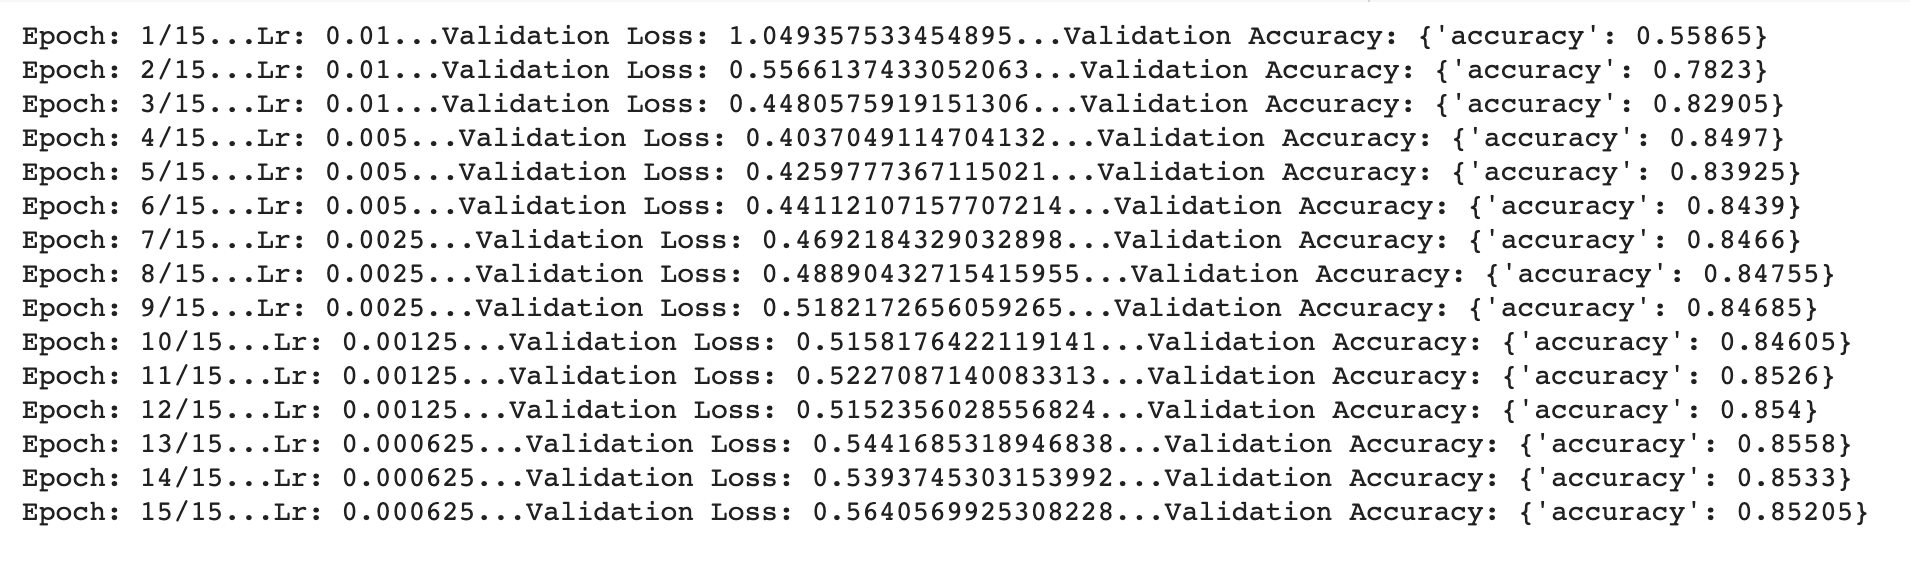 Epoch: 1/15...Lr: 0.01...Validation Loss: 1.049357533454895...Validation Accuracy: {'accuracy': 0.55865}
Epoch: 2/15...Lr: 0.01...Validation Loss: 0.5566137433052063...Validation Accuracy: {'accuracy': 0.7823}
Epoch: 3/15...Lr: 0.01...Validation Loss: 0.4480575919151306...Validation Accuracy: {'accuracy': 0.82905}
Epoch: 4/15...Lr: 0.005...Validation Loss: 0.4037049114704132...Validation Accuracy: {'accuracy': 0.8497}
Epoch: 5/15...Lr: 0.005...Validation Loss: 0.4259777367115021...Validation Accuracy: {'accuracy': 0.83925}
Epoch: 6/15...Lr: 0.005...Validation Loss: 0.44112107157707214...Validation Accuracy: {'accuracy': 0.8439}
Epoch: 7/15...Lr: 0.0025...Validation Loss: 0.4692184329032898...Validation Accuracy: {'accuracy': 0.8466}
Epoch: 8/15...Lr: 0.0025...Validation Loss: 0.48890432715415955...Validation Accuracy: {'accuracy': 0.84755}
Epoch: 9/15...Lr: 0.0025...Validation Loss: 0.5182172656059265...Validation Accuracy: {'accuracy': 0.84685}
Epoch: 10/15...Lr: 0.00125...Validation Loss: 0.5158176422119141...Validation Accuracy: {'accuracy': 0.84605}
Epoch: 11/15...Lr: 0.00125...Validation Loss: 0.5227087140083313...Validation Accuracy: {'accuracy': 0.8526}
Epoch: 12/15...Lr: 0.00125...Validation Loss: 0.5152356028556824...Validation Accuracy: {'accuracy': 0.854}
Epoch: 13/15...Lr: 0.000625...Validation Loss: 0.5441685318946838...Validation Accuracy: {'accuracy': 0.8558}
Epoch: 14/15...Lr: 0.000625...Validation Loss: 0.5393745303153992...Validation Accuracy: {'accuracy': 0.8533}
Epoch: 15/15...Lr: 0.000625...Validation Loss: 0.5640569925308228...Validation Accuracy: {'accuracy': 0.85205}